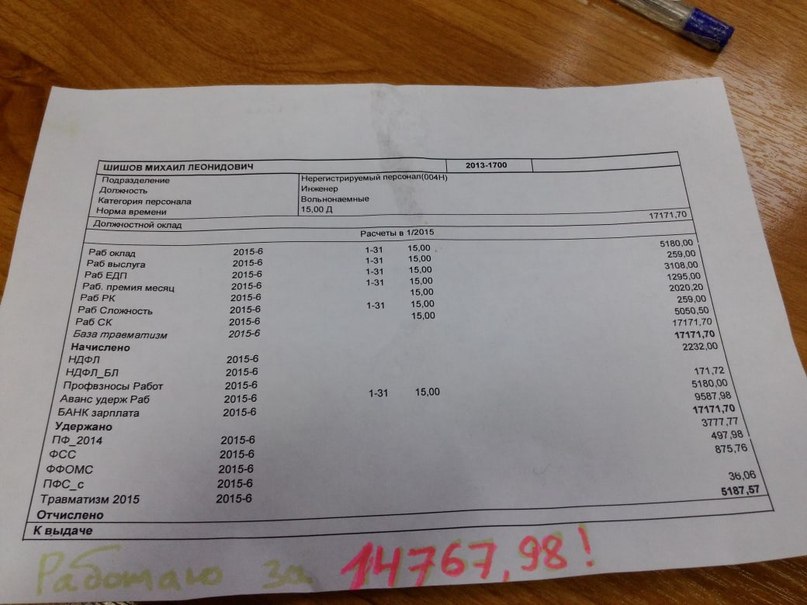 ШИШОВ МИХАИЛ ЛЕОНИДОВИЧ 2013-1700
Подразделение Нерегистрируемый персонал(004Н)
Должность Инженер
Категория персонала Вольнонаемные
Норма времени 15,00 Д
Должностной оклад 17171,70
Расчеты в 1/2015
Раб оклад 2015-6 1-31 15,00 5180,00
Раб выслуга 2015-6 1-31 15,00 259,00
Раб ЕДП 2015-6 1-31 15,00 3108,00
Раб. премия месяц 2015-6 1-31 15,00 1295,00
Раб РК 2015-6 15,00 2020,20
Раб Сложность 2015-6 1-31 15,00 259,00
Раб СК 2015-6 15,00 5050,50
База травматизм 2015-6 17171,70
Начислено 17171,70
НДФЛ 2015-6 2232,00
НДФЛ_БЛ 2015-6
Профвзносы Работ 2015-6 171,72
Аванс удерж Раб 2015-6 1-31 15,00 5180,00
БАНК зарплата 2015-6 9587,98
Удержано 17171,70
ПФ_2014 2015-6 3777,77
ФСС 2015-6 497,98
ФФОМС 2015-6 875,76
ПФС_с 2015-6
Травматизм 2015 2015-6 36,06
Отчислено 5187,57
К выдаче
Работаю за 14767,98!